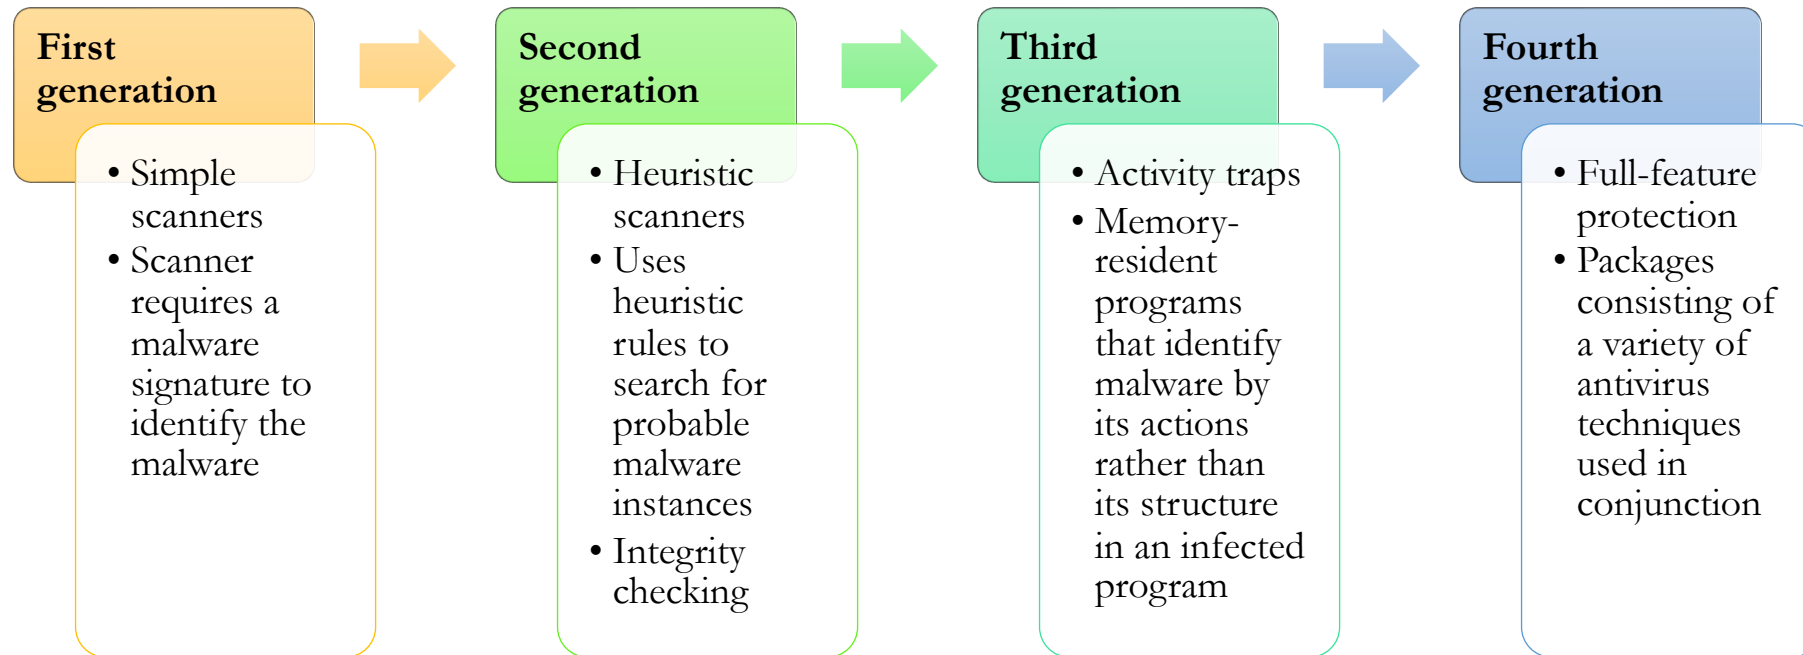 First
generation
• Simple
scanners
• Scanner
requires a
malware
signature to
identify the
malware
Second
generation
• Heuristic
scanners
• Uses
heuristic
rules to
search for
probable
malware
instances
• Integrity
checking
Third
generation
• Activity traps
• Memory-
resident
programs
that identify
malware by
its actions
rather than
its structure
in an infected
program
Fourth
generation
• Full-feature
protection
• Packages
consisting of
a variety of
antivirus
techniques
used in
conjunction